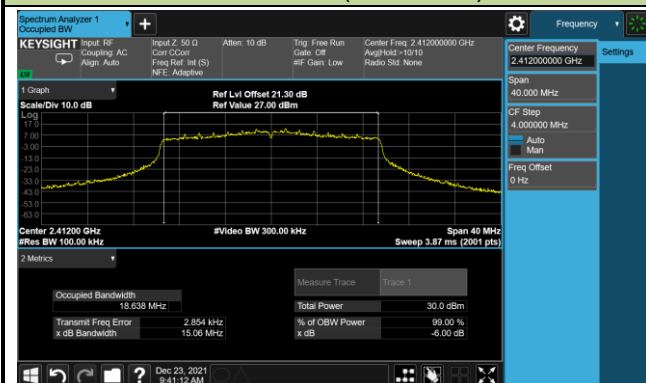 Spectrum Analyzer 1
Occupied BW
Frequency
KEYSIGHT
Input: RF
Coupling: AC
Align: Auto
Input Z: 50 Ω
Corr CCorr
Freq Ref: Int (S)
NFE: Adaptive
Atten: 10 dB
Trig: Free Run
Gate: Off
#IF Gain: Low
Center Freq: 2.412000000 GHz
Avg|Hold:>10/10
Radio Std: None
Center Frequency
2.412000000 GHz
Settings
Span
40.000 MHz
CF Step
4.000000 MHz
Auto
Man
Freq Offset
0 Hz
1 Graph
Scale/Div 10.0 dB
Ref Lvl Offset 21.30 dB
Ref Value 27.00 dBm
Log
17.0
7.00
-3.00
-13.0
-23.0
-33.0
-43.0
-53.0
-63.0
Center 2.41200 GHz
#Res BW 100.00 kHz
#Video BW 300.00 kHz
Span 40 MHz
Sweep 3.87 ms (2001 pts)
2 Metrics
Measure Trace
Trace 1
Occupied Bandwidth
18.638 MHz
Total Power
30.0 dBm
Transmit Freq Error
2.854 kHz
% of OBW Power
99.00 %
x dB Bandwidth
15.06 MHz
x dB
-6.00 dB
Dec 23, 2021
9:41:12 AM